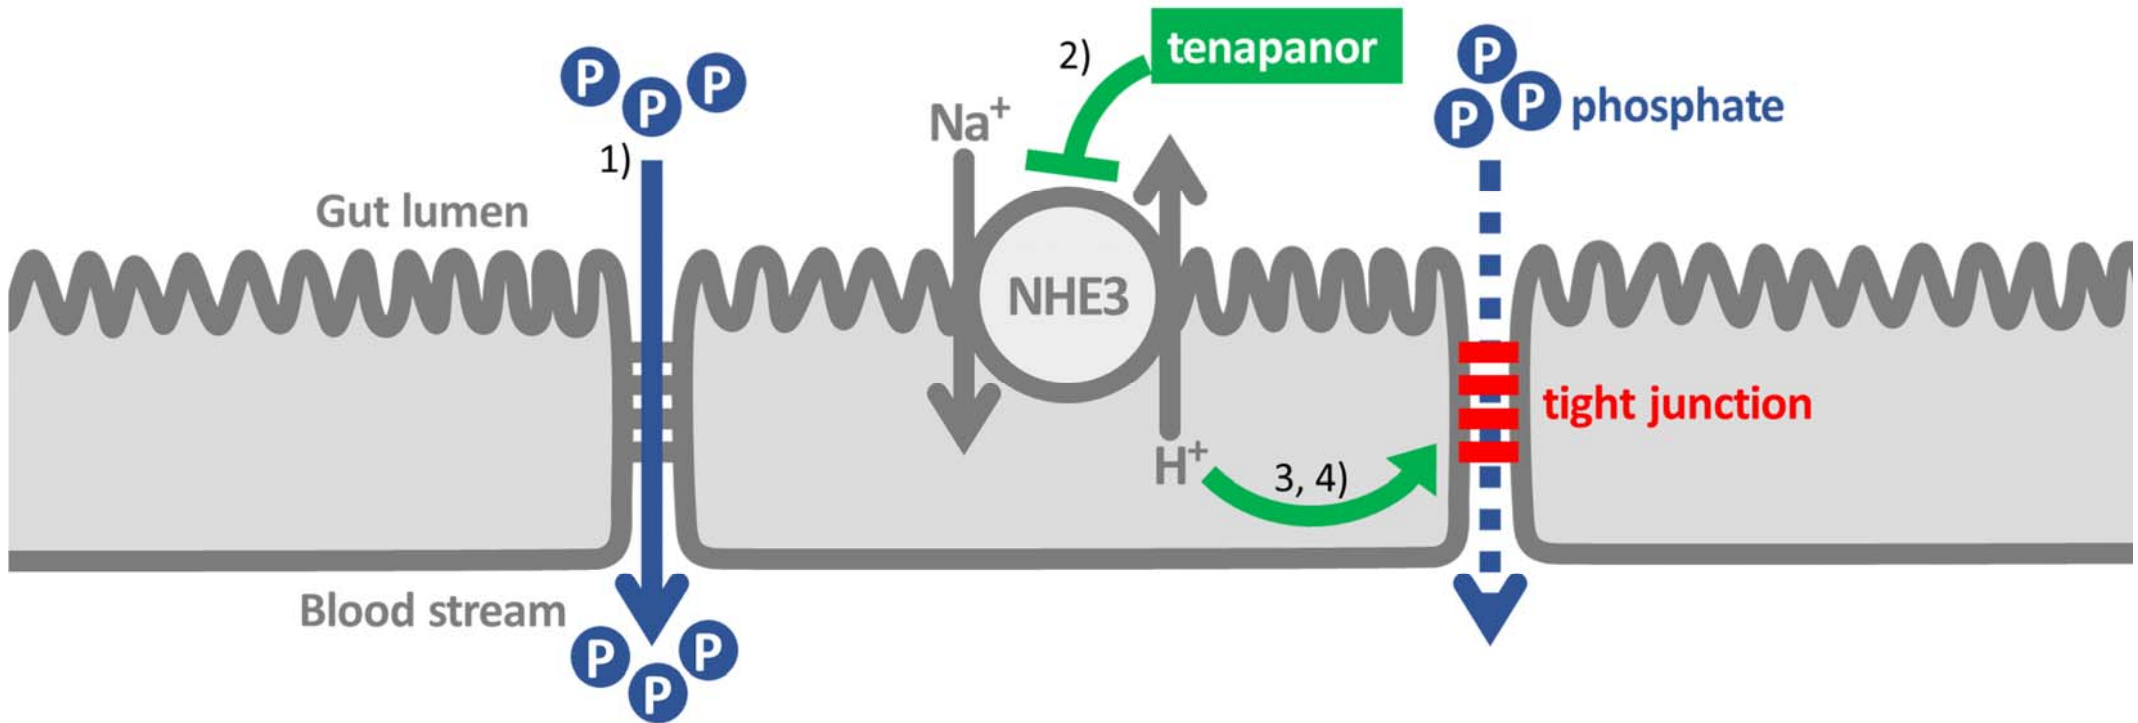 P P P
1)
Gut lumen
Na⁺
2)
tenapanor
NHE3
H⁺
3, 4)
P
P P phosphate
tight junction
Blood stream
P P P